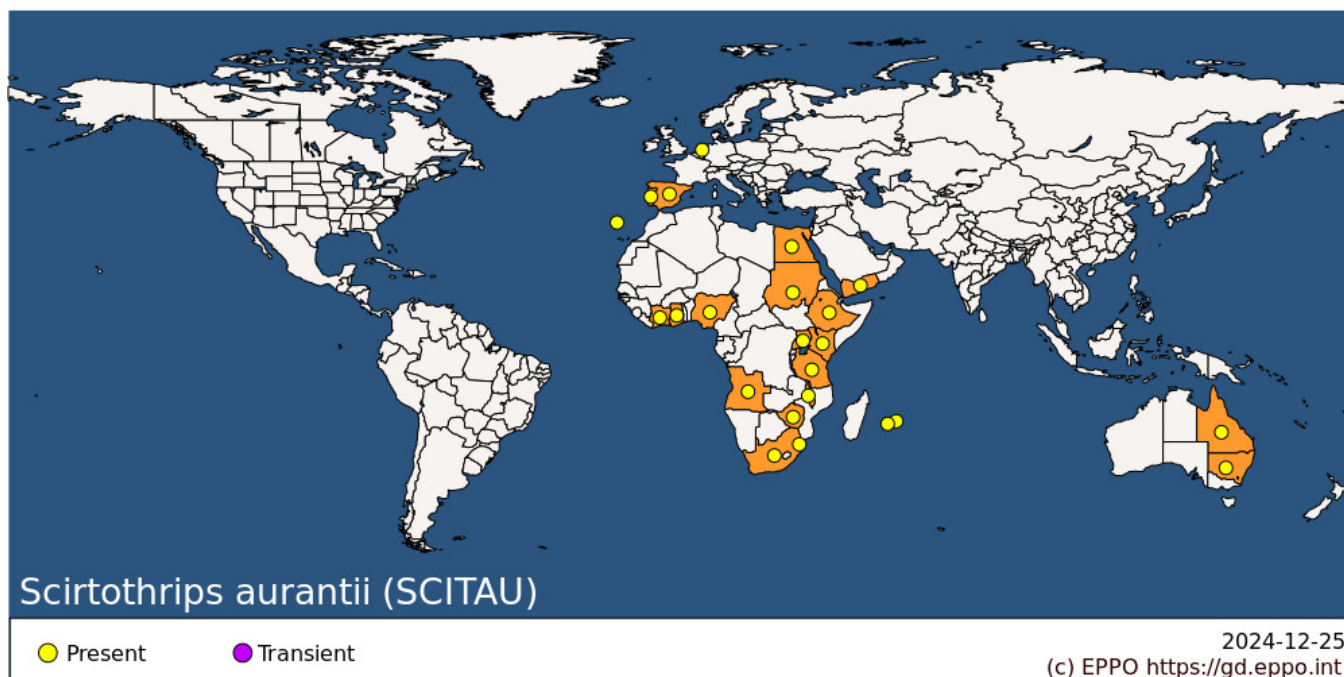 Scirtothrips aurantii (SCITAU)
Present
Transient
2024-12-25
(c) EPPO https://gd.eppo.int